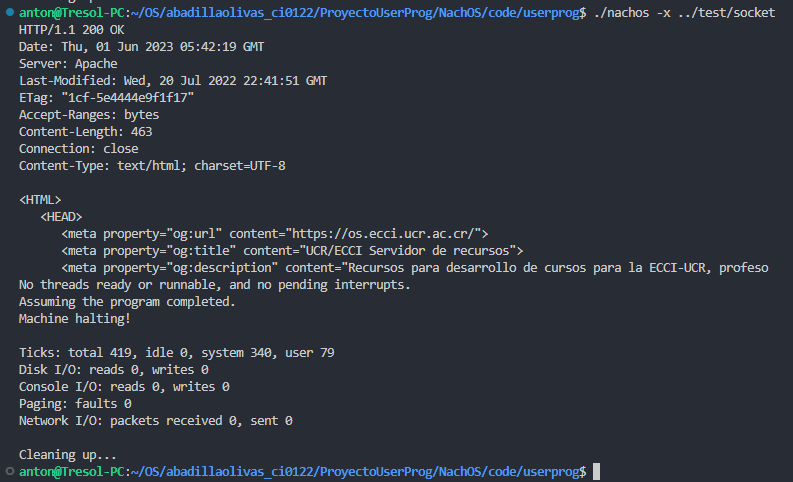 anton@Tresol-PC:~/OS/abadillaolivas_ci0122/ProyectoUserProg/NachOS/code/userprog$ ./nachos -x ../test/socket
HTTP/1.1 200 OK
Date: Thu, 01 Jun 2023 05:42:19 GMT
Server: Apache
Last-Modified: Wed, 20 Jul 2022 22:41:51 GMT
ETag: "1cf-5e4444e9f1f17"
Accept-Ranges: bytes
Content-Length: 463
Connection: close
Content-Type: text/html; charset=UTF-8

<HTML>
   <HEAD>
      <meta property="og:url" content="https://os.ecci.ucr.ac.cr/">
      <meta property="og:title" content="UCR/ECCI Servidor de recursos">
      <meta property="og:description" content="Recursos para desarrollo de cursos para la ECCI-UCR, profeso
No threads ready or runnable, and no pending interrupts.
Assuming the program completed.
Machine halting!

Ticks: total 419, idle 0, system 340, user 79
Disk I/O: reads 0, writes 0
Console I/O: reads 0, writes 0
Paging: faults 0
Network I/O: packets received 0, sent 0

Cleaning up...
anton@Tresol-PC:~/OS/abadillaolivas_ci0122/ProyectoUserProg/NachOS/code/userprog$